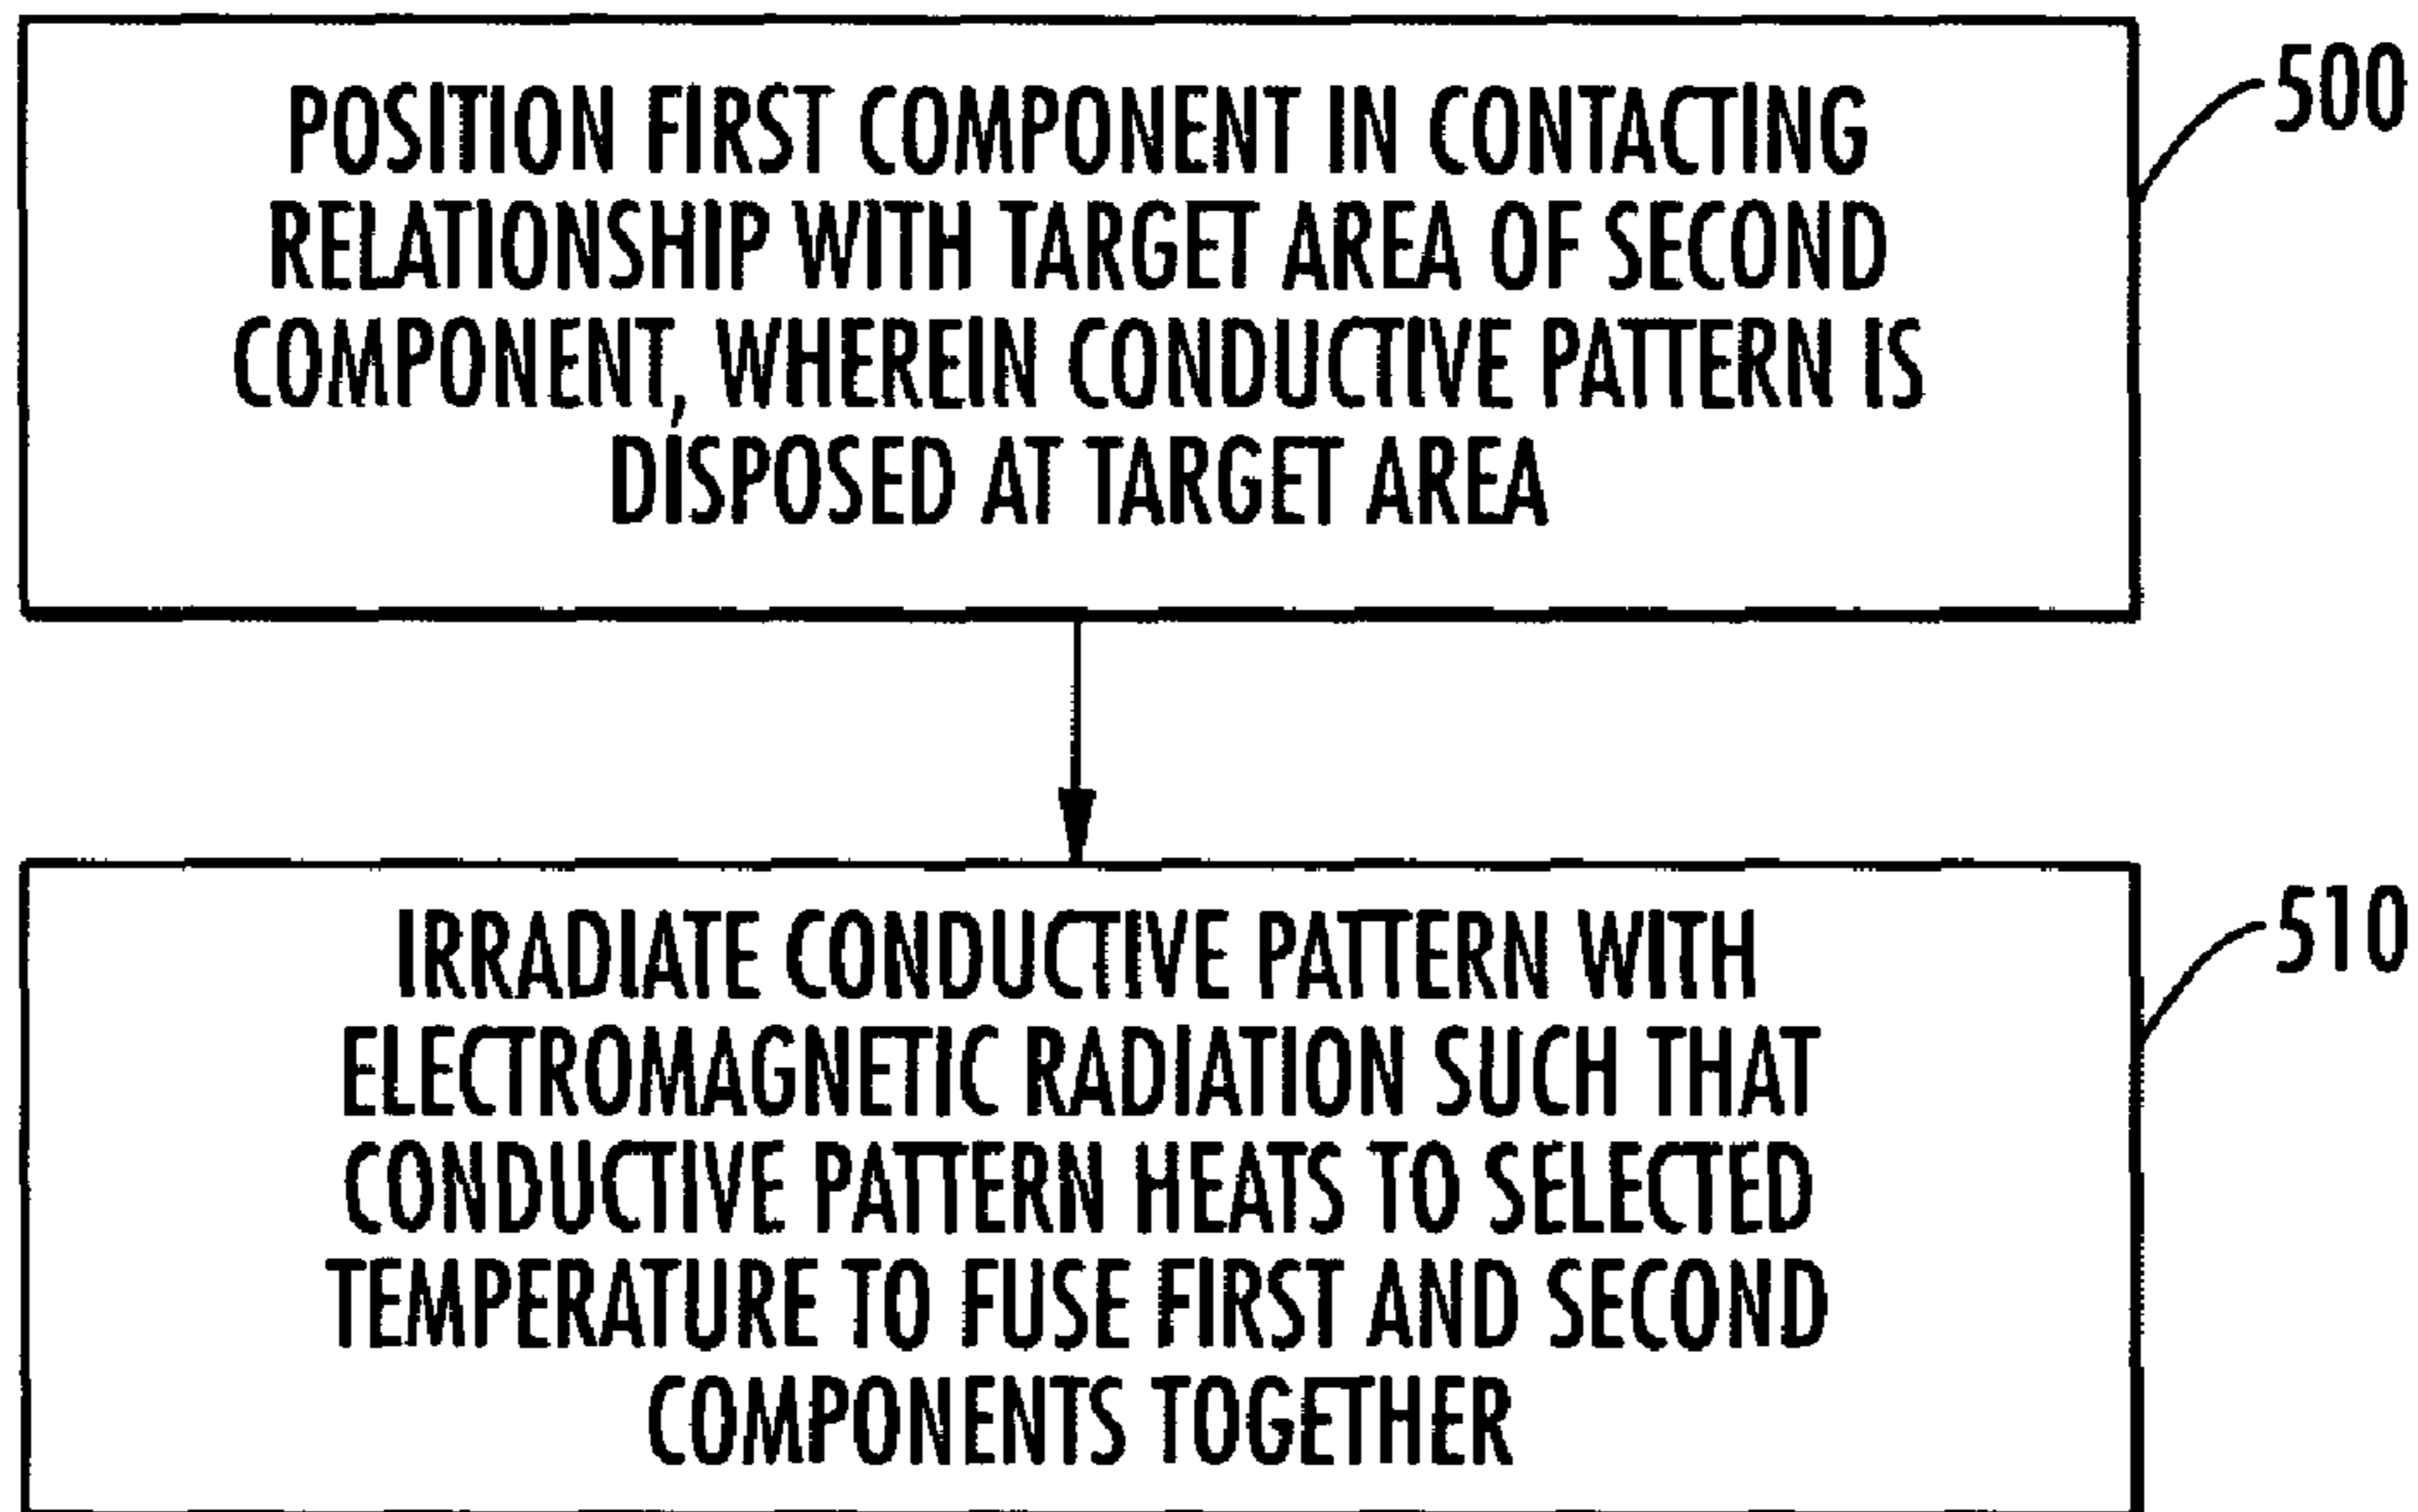 POSITION FIRST COMPONENT IN CONTACTING
RELATIONSHIP WITH TARGET AREA OF SECOND
COMPONENT, WHEREIN CONDUCTIVE PATTERN IS
DISPOSED AT TARGET AREA
500
IRRADIATE CONDUCTIVE PATTERN WITH
ELECTROMAGNETIC RADIATION SUCH THAT
CONDUCTIVE PATTERN HEATS TO SELECTED
TEMPERATURE TO FUSE FIRST AND SECOND
COMPONENTS TOGETHER
510